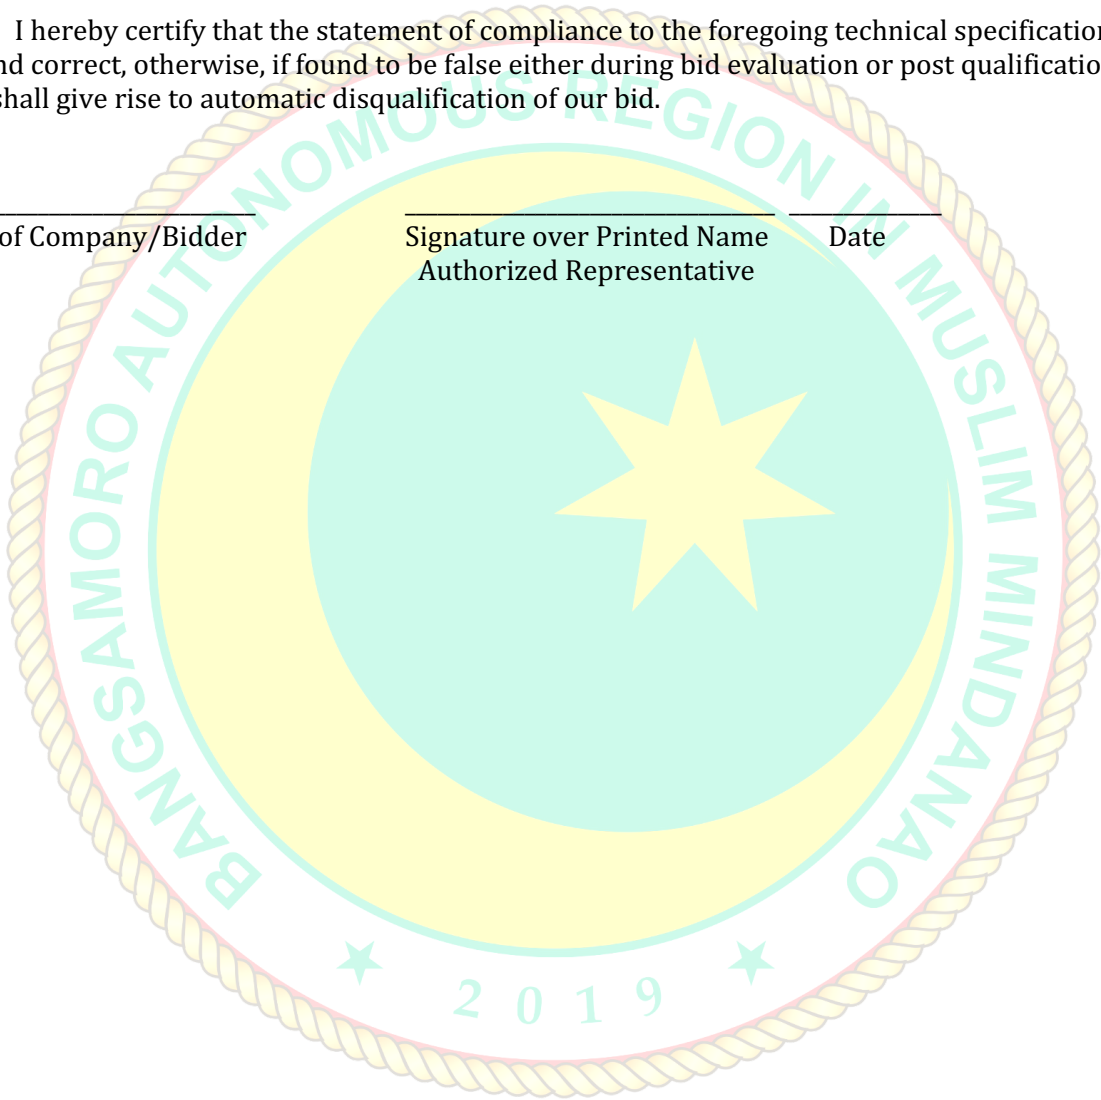 I hereby certify that the statement of compliance to the foregoing technical specification
nd correct, otherwise, if found to be false either during bid evaluation or post qualificatio
shall give rise to automatic disqualification of our bid.
of Company/Bidder Signature over Printed Name Date
Authorized Representative
BANGSAMORO AUTONOMOUS REGION IN MUSLIM MINDANAO
2019